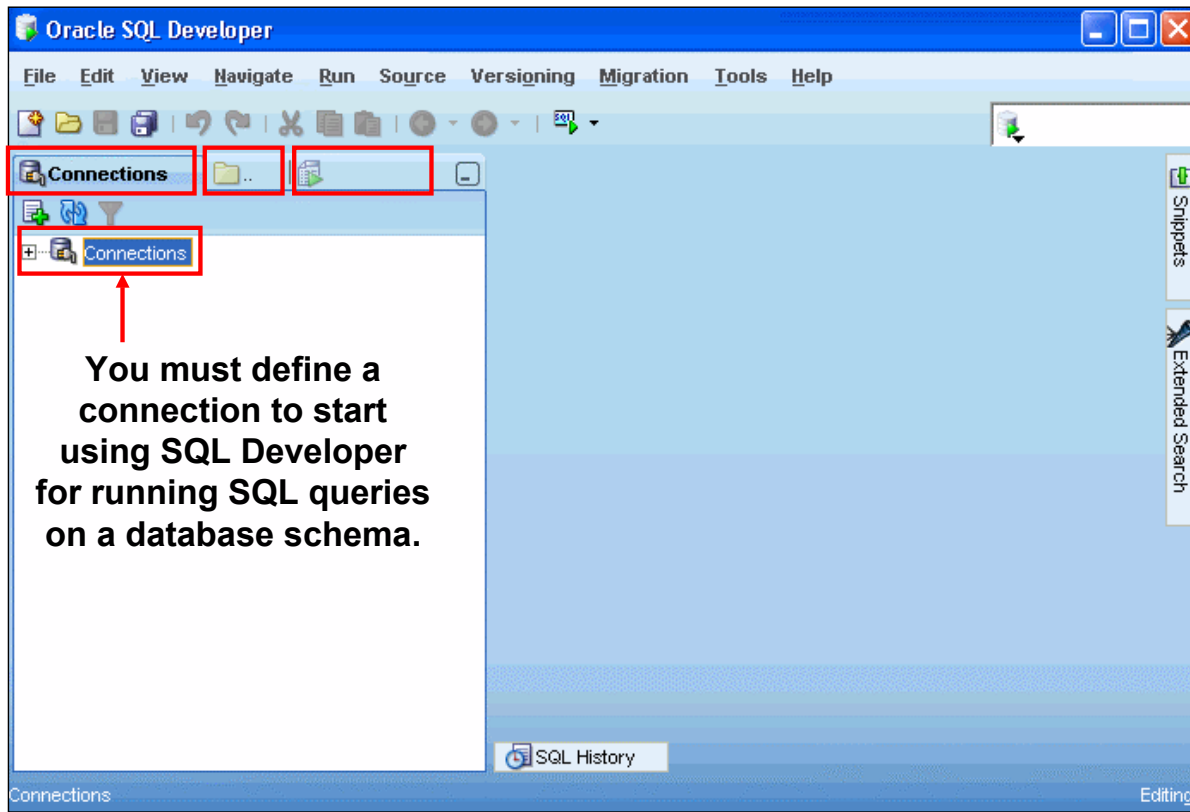 Oracle SQL Developer
File Edit View Navigate Run Source Versioning Migration Tools Help
SQL
Connections ..
Connections
You must define a
connection to start
using SQL Developer
for running SQL queries
on a database schema.
Snippets
Extended Search
SQL History
Connections Editing